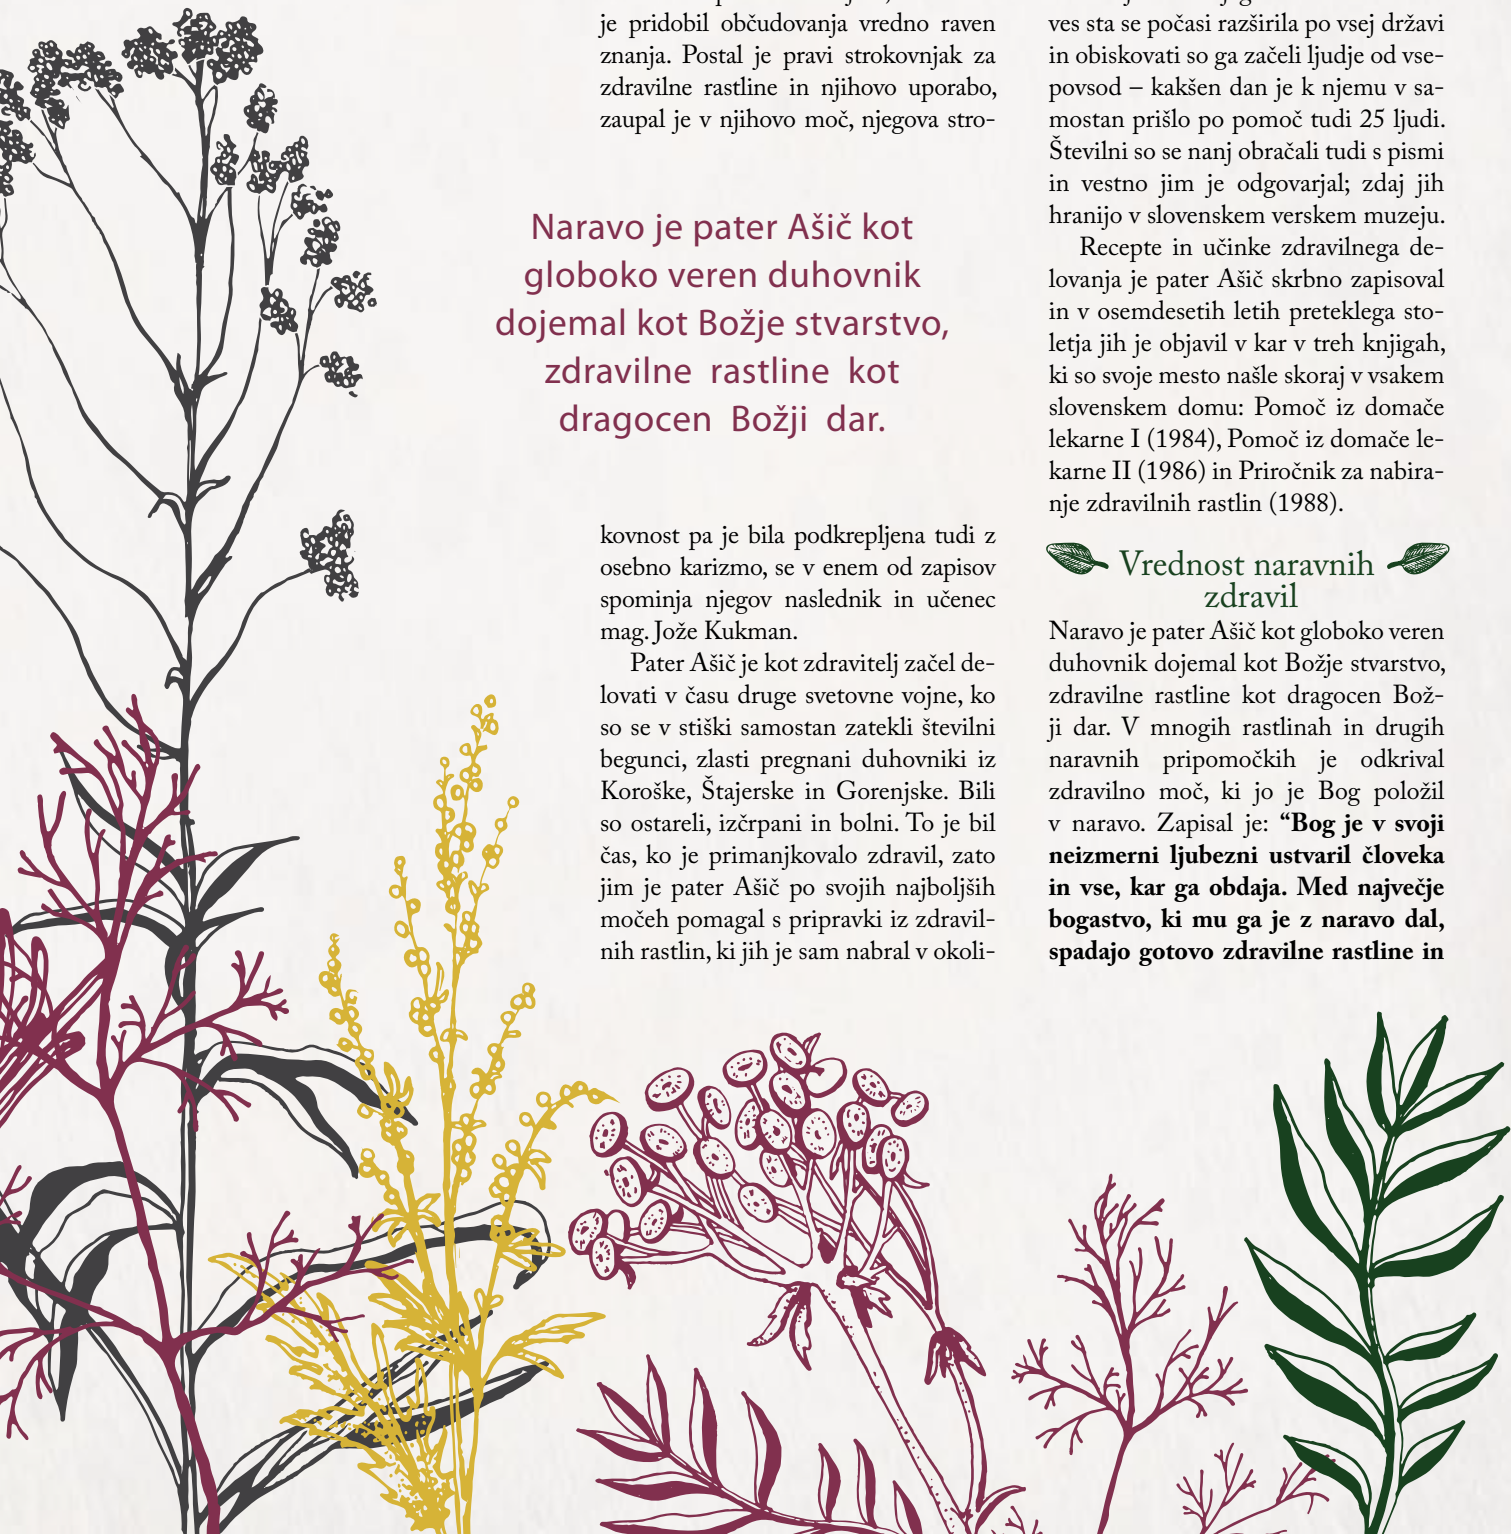 je pridobil občudovanja vredno raven
znanja. Postal je pravi strokovnjak za
zdravilne rastline in njihovo uporabo,
zaupal je v njihovo moč, njegova stro-
Naravo je pater Ašič kot
globoko veren duhovnik
dojemal kot Božje stvarstvo,
zdravilne rastline kot
dragocen Božji dar.
kovnost pa je bila podkrepljena tudi z
osebno karizmo, se v enem od zapisov
spominja njegov naslednik in učenec
mag. Jože Kukman.
Pater Ašič je kot zdravitelj začel de-
lovati v času druge svetovne vojne, ko
so se v stiški samostan zatekli številni
begunci, zlasti pregnani duhovniki iz
Koroške, Štajerske in Gorenjske. Bili
so ostareli, izčrpani in bolni. To je bil
čas, ko je primanjkovalo zdravil, zato
jim je pater Ašič po svojih najboljših
močeh pomagal s pripravki iz zdravil-
nih rastlin, ki jih je sam nabral v okoli-
ves sta se počasi razširila po vsej državi
in obiskovati so ga začeli ljudje od vse-
povsod – kakšen dan je k njemu v sa-
mostan prišlo po pomoč tudi 25 ljudi.
Številni so se nanj obračali tudi s pismi
in vestno jim je odgovarjal; zdaj jih
hranijo v slovenskem verskem muzeju.
Recepte in učinke zdravilnega de-
lovanja je pater Ašič skrbno zapisoval
in v osemdesetih letih preteklega sto-
letja jih je objavil v kar v treh knjigah,
ki so svoje mesto našle skoraj v vsakem
slovenskem domu: Pomoč iz domače
lekarne I (1984), Pomoč iz domače le-
karne II (1986) in Priročnik za nabira-
nje zdravilnih rastlin (1988).
Vrednost naravnih
zdravil
Naravo je pater Ašič kot globoko veren
duhovnik dojemal kot Božje stvarstvo,
zdravilne rastline kot dragocen Bož-
ji dar. V mnogih rastlinah in drugih
naravnih pripomočkih je odkrival
zdravilno moč, ki jo je Bog položil
v naravo. Zapisal je: “Bog je v svoji
neizmerni ljubezni ustvaril človeka
in vse, kar ga obdaja. Med največje
bogastvo, ki mu ga je z naravo dal,
spadajo gotovo zdravilne rastline in